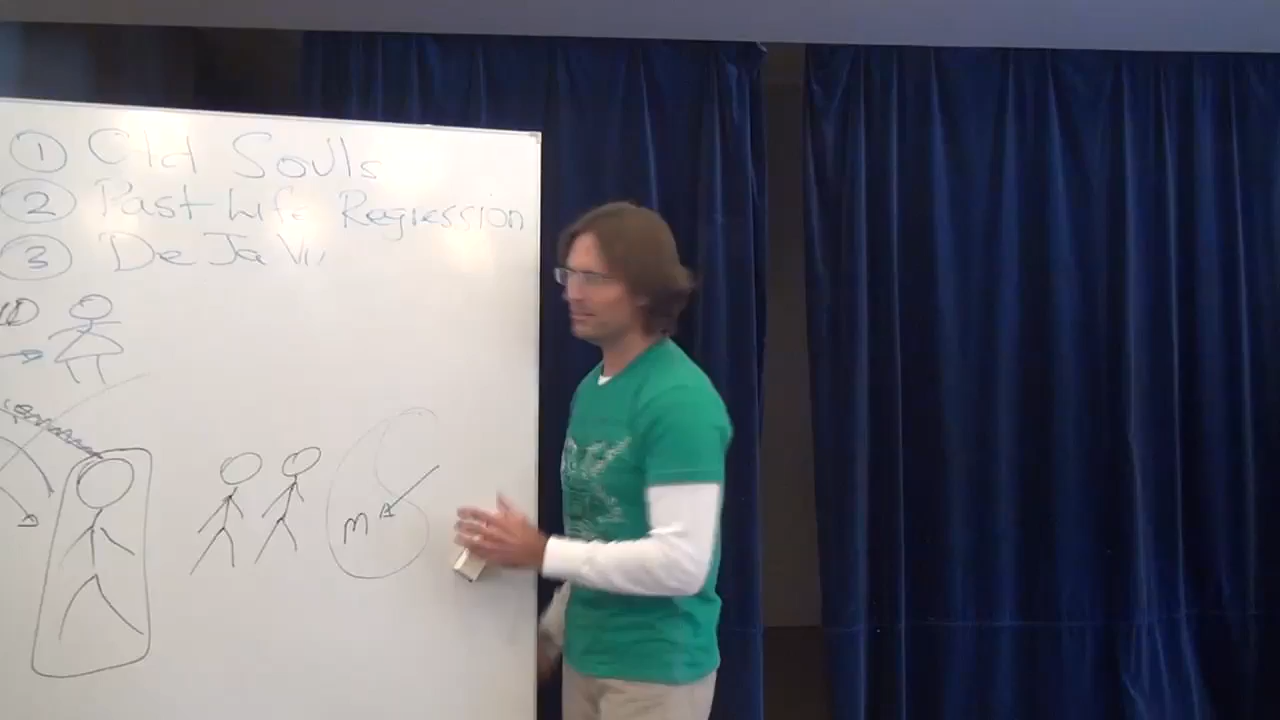 ① Old Souls
② Past Life Regression
③ De Ja Vu
m